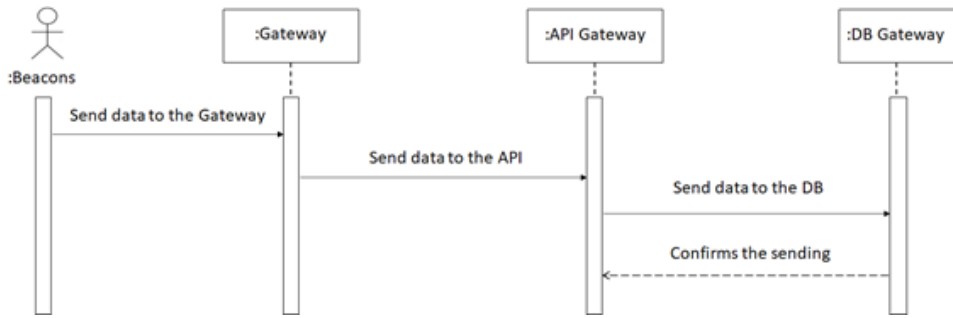 :Gateway
:API Gateway
:DB Gateway
:Beacons
Send data to the Gateway
Send data to the API
Send data to the DB
Confirms the sending